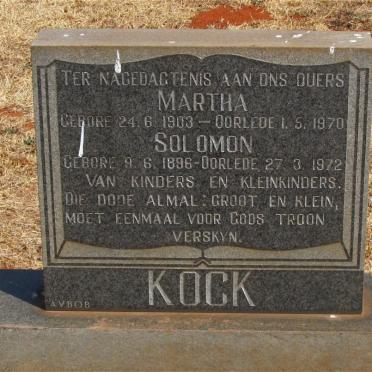 TER NAGEDAGTENIS AAN ONS OUERS
MARTHA
GEBORE 24.6.1903 – OORLEDE 1.5.1970
SOLOMON
GEBORE 9.6.1896 - OORLEDE 27.3.1972
VAN KINDERS EN KLEINKINDERS.
DIE DODE ALMAL: GROOT EN KLEIN,
MOET EENMAAL VOOR GODS TROON
VERSKYN.
KOCK
AVBOB